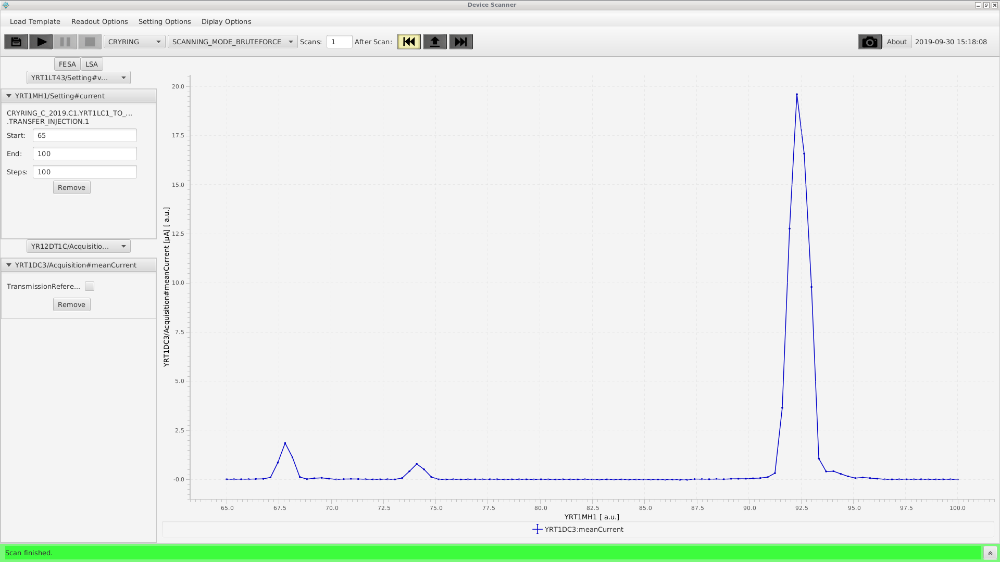 Device Scanner
Load Template Readout Options Setting Options Diplay Options
CRYRING SCANNING_MODE_BRUTEFORCE Scans: 1 After Scan: About 2019-09-30 15:18:08
FESA LSA
YRT1LT43/Setting#v...
YRT1MH1/Setting#current
CRYRING_C_2019.C1.YRT1LC1_TO_...
.TRANSFER_INJECTION.1
Start: 65
End: 100
Steps: 100
Remove
YR12DT1C/Acquisitio...
YRT1DC3/Acquisition#meanCurrent
TransmissionRefere...
Remove
YRT1DC3/Acquisition#meanCurrent [µA] [ a.u.]
20.0
17.5
15.0
12.5
10.0
7.5
5.0
2.5
-0.0
65.0 67.5 70.0 72.5 75.0 77.5 80.0 82.5 85.0 87.5 90.0 92.5 95.0 97.5 100.0
YRT1MH1 [ a.u.]
YRT1DC3:meanCurrent
Scan finished.